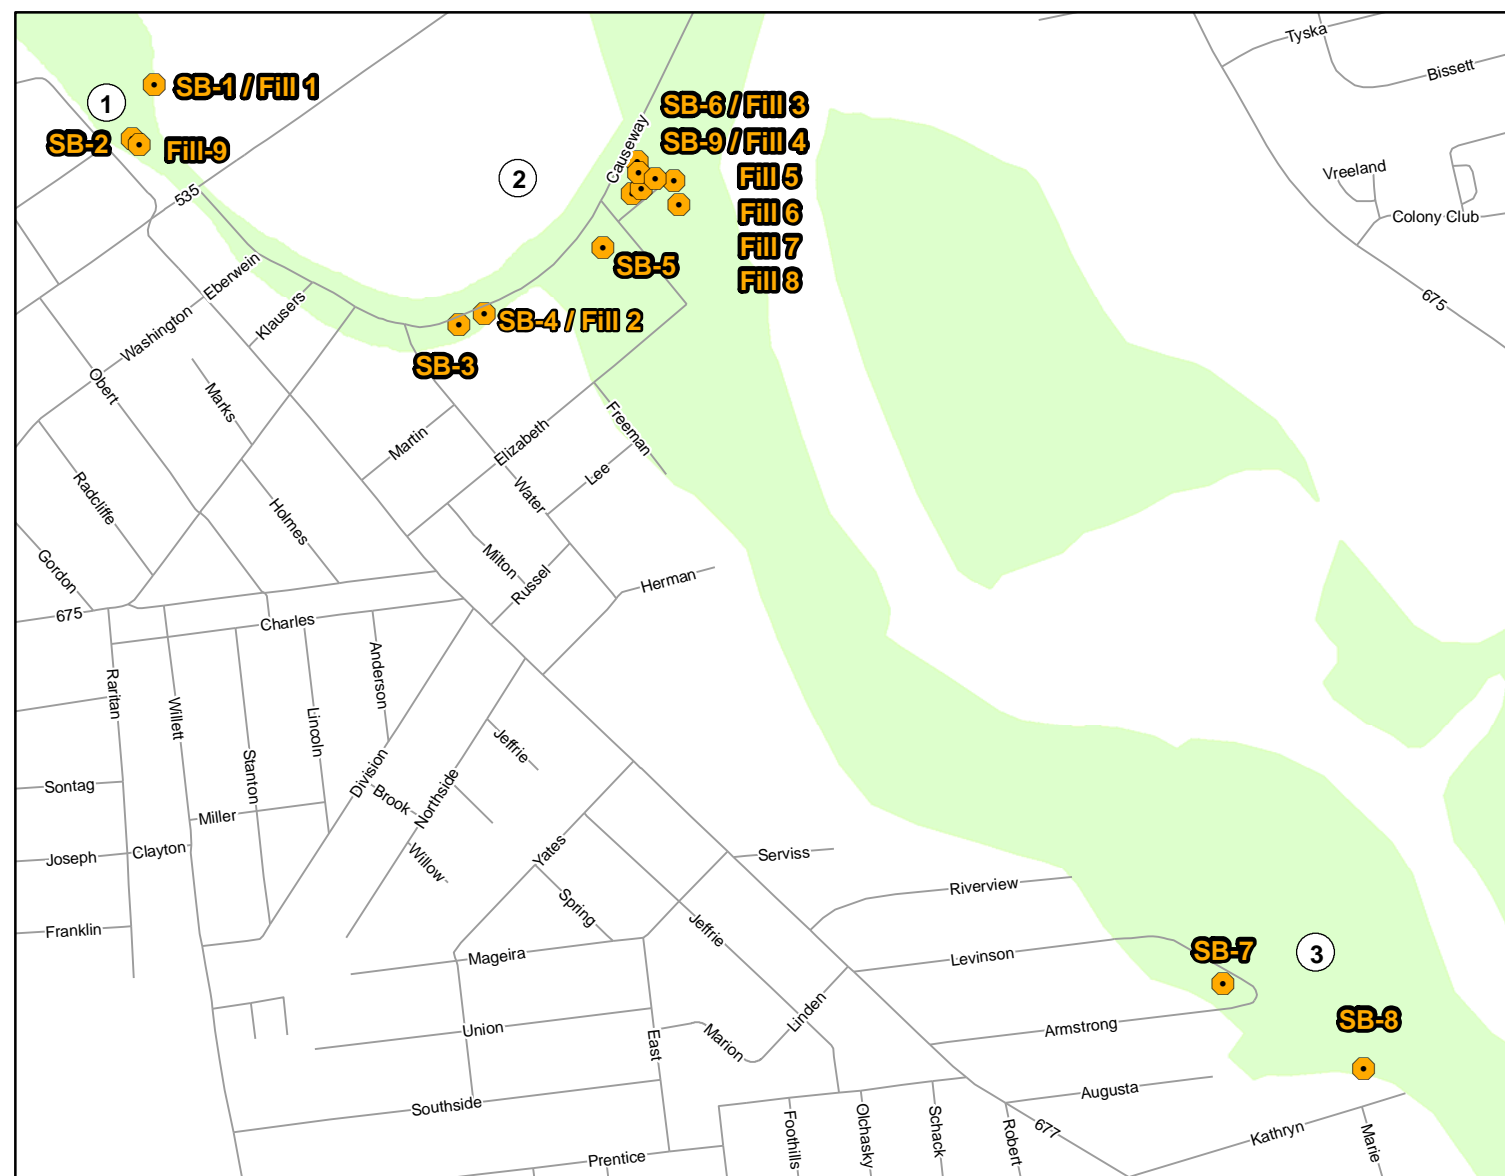 Tyska
Bissett
SB-1 / Fill 1
1
SB-6 / Fill 3
Causeway
SB-2
Fill-9
SB-9 / Fill 4
2
Fill 5
Vreeland
535
Fill 6
Colony Club
Fill 7
SB-5
Eberwein
Fill 8
675
Klausers
Washington
SB-4 / Fill 2
SB-3
Obert
Marks
Freeman
Martin
Elizabeth
Lee
Radcliffe
Water
Holmes
Gordon
Milton
Russel
Herman
675
Charles
Anderson
Raritan
Willett
Lincoln
Jeffrie
Stanton
Division
Sontag
Brook
Northside
Miller
Clayton
Joseph
Willow
Yates
Serviss
Riverview
Spring
Franklin
Jeffrie
Mageira
Levinson
SB-7
3
Linden
Union
Marion
East
Armstrong
SB-8
Augusta
Southside
Foothills
Olchasky
Schack
Robert
677
Kathryn
Marie
Prentice